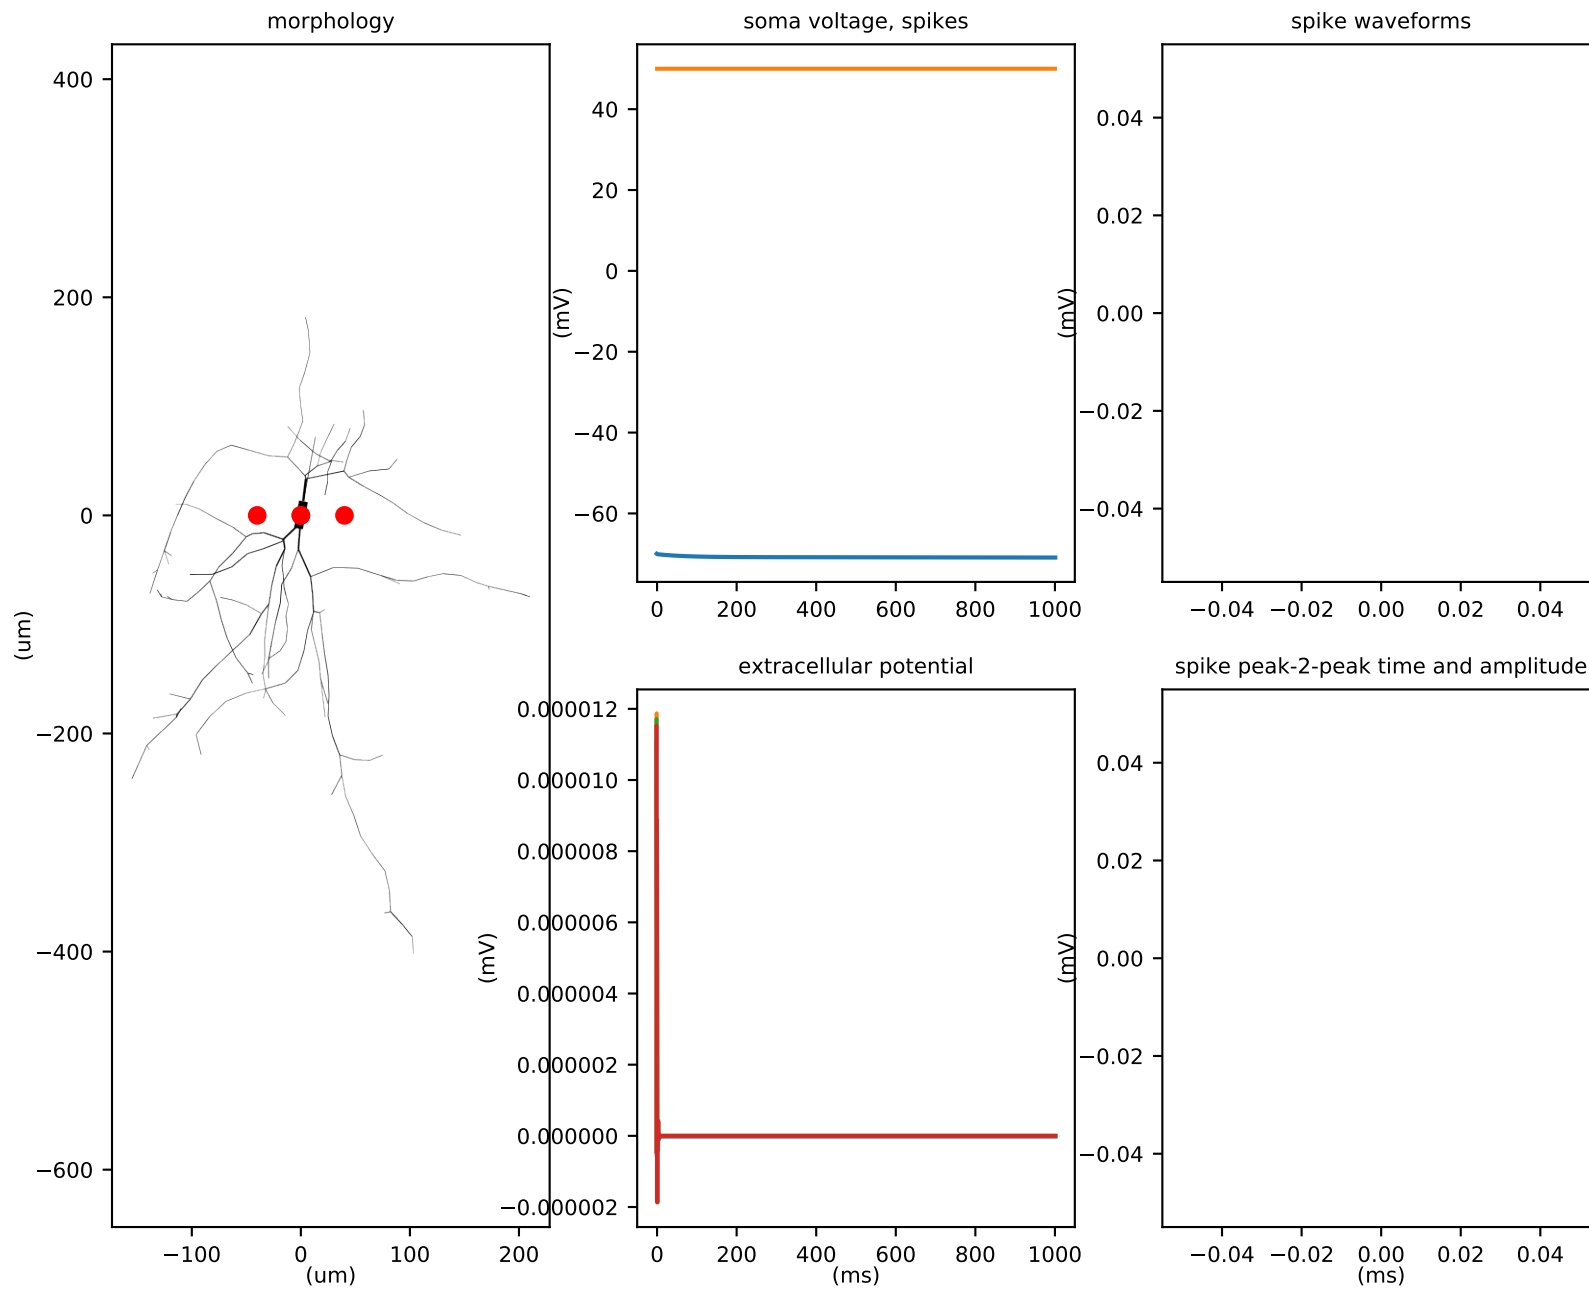 morphology
400
200
0
−200
−400
−600
(um)
−100 0 100 200
(um)
soma voltage, spikes
40
20
0
−20
−40
−60
(mV)
0 200 400 600 800 1000
spike waveforms
0.04
0.02
0.00
−0.02
−0.04
(mV)
−0.04 −0.02 0.00 0.02 0.04
extracellular potential
0.000012
0.000010
0.000008
0.000006
0.000004
0.000002
0.000000
−0.000002
(mV)
0 200 400 600 800 1000
(ms)
spike peak-2-peak time and amplitude
0.04
0.02
0.00
−0.02
−0.04
(mV)
−0.04 −0.02 0.00 0.02 0.04
(ms)